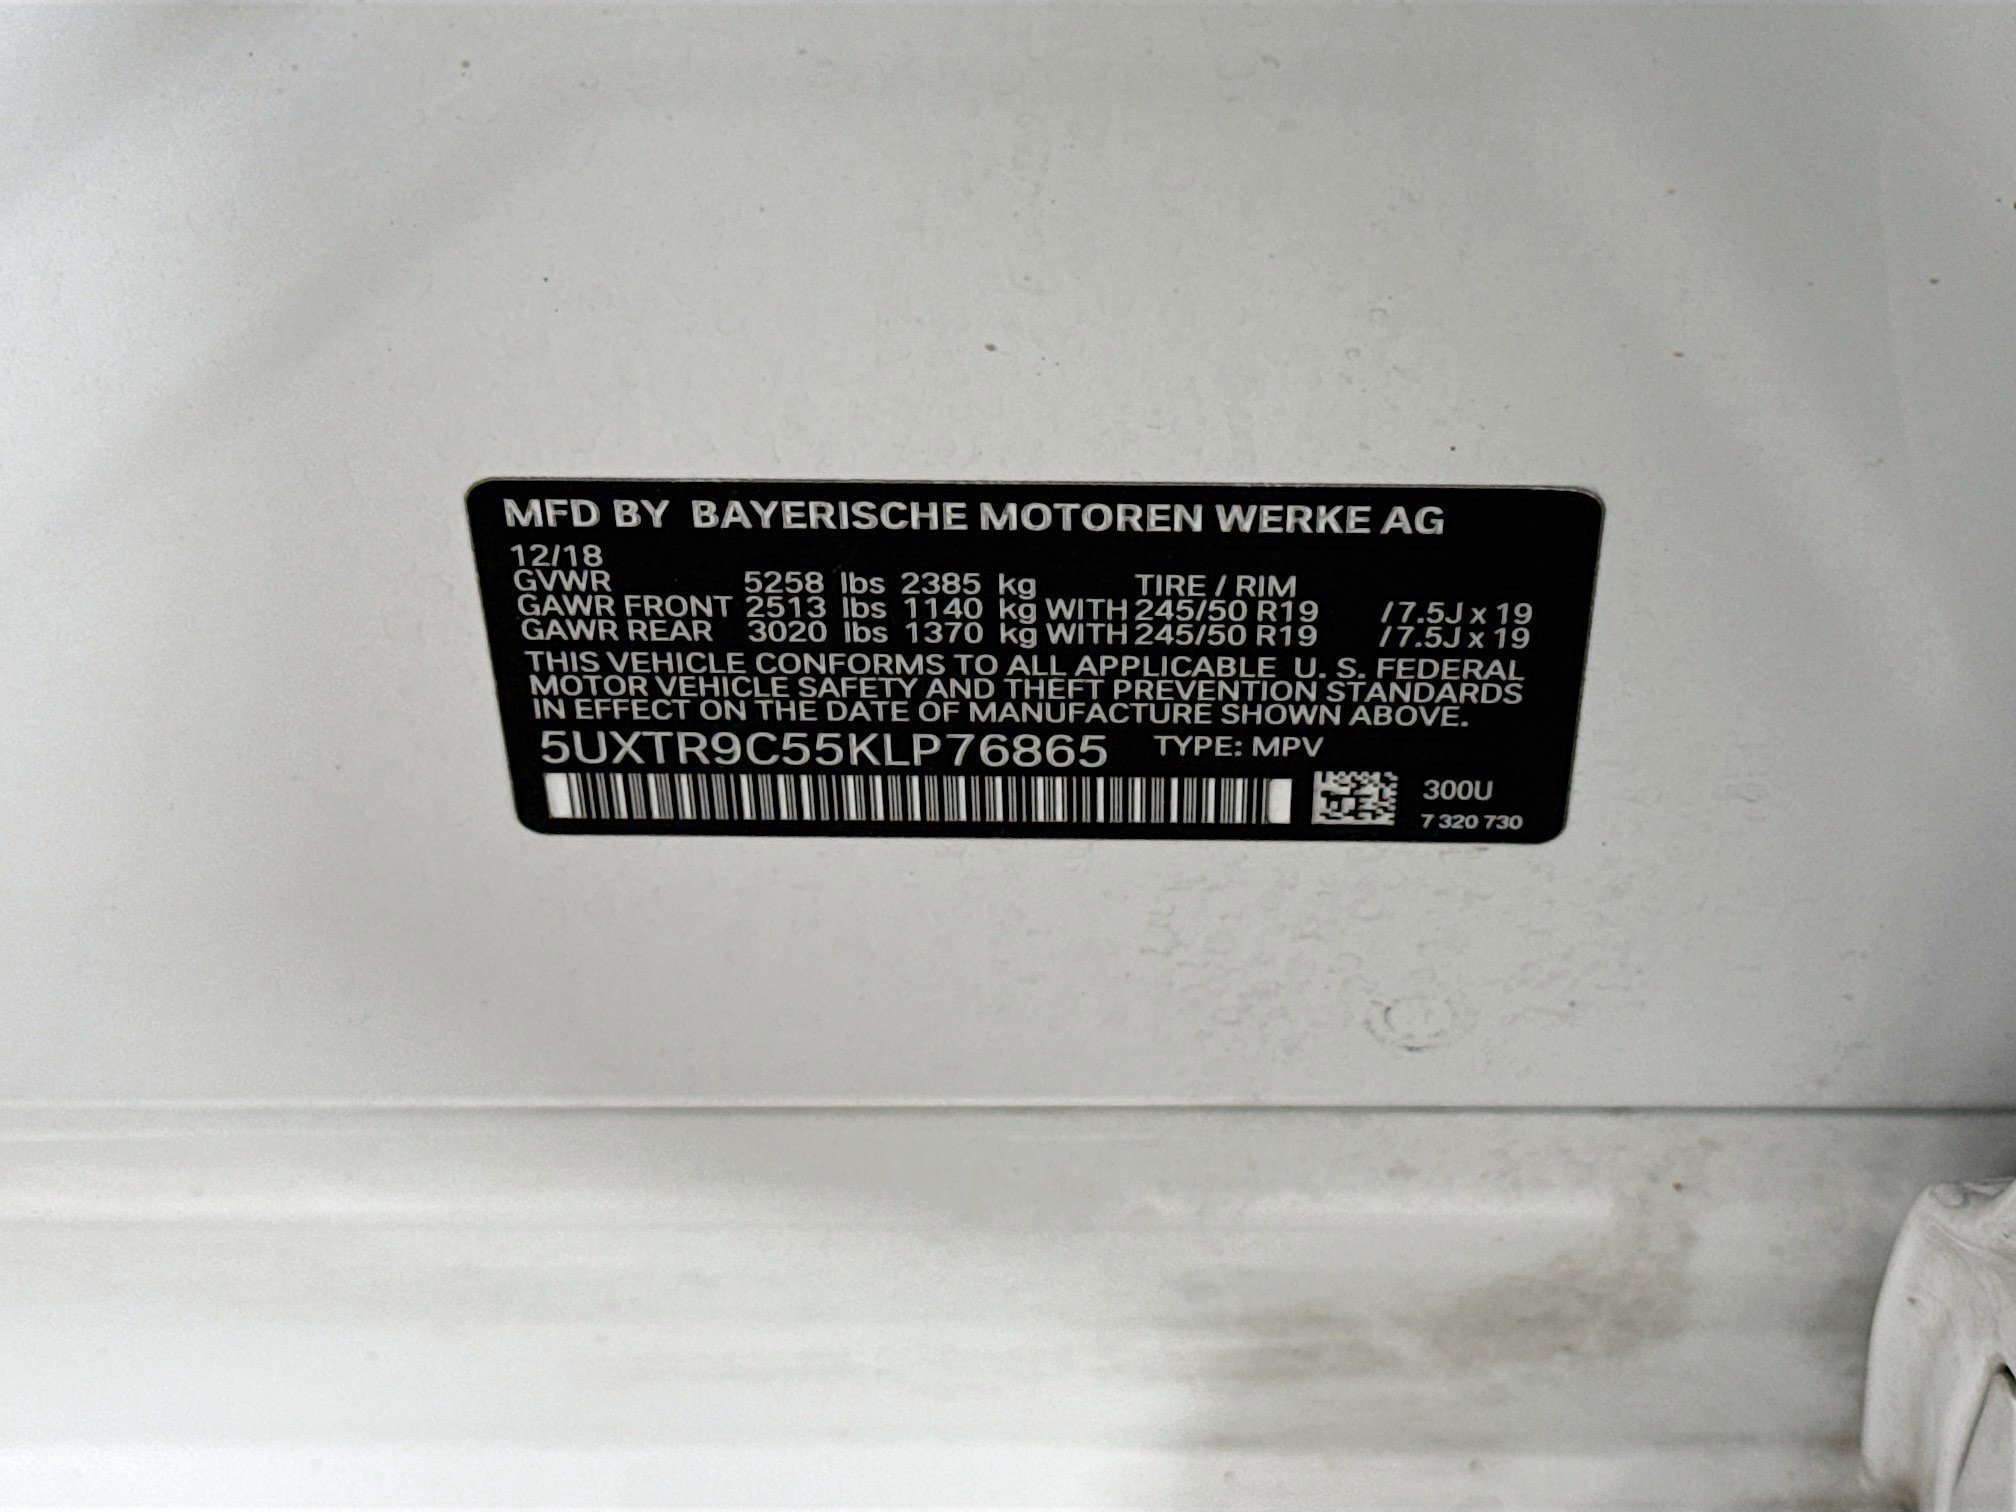 MFD BY BAYERISCHE MOTOREN WERKE AG
12/18
GVWR 5258 lbs 2385 kg TIRE / RIM
GAWR FRONT 2513 lbs 1140 kg WITH 245/50 R19 /7.5J x 19
GAWR REAR 3020 lbs 1370 kg WITH 245/50 R19 /7.5J x 19
THIS VEHICLE CONFORMS TO ALL APPLICABLE U. S. FEDERAL
MOTOR VEHICLE SAFETY AND THEFT PREVENTION STANDARDS
IN EFFECT ON THE DATE OF MANUFACTURE SHOWN ABOVE.
5UXTR9C55KLP76865 TYPE: MPV
300U
7 320 730